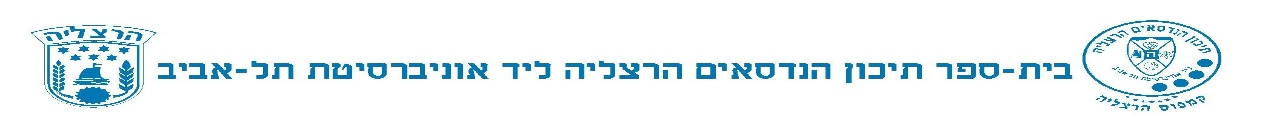 תיכון הנדסאים הרצליה
קמפוס הרצליה
בית-ספר תיכון הנדסאים הרצליה ליד אוניברסיטת תל-אביב
הרצליה